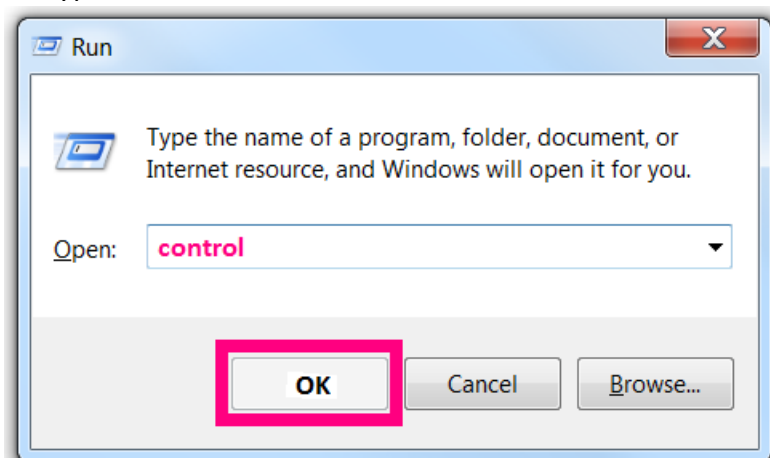 Run
X
Type the name of a program, folder, document, or
Internet resource, and Windows will open it for you.
Open: control
OK Cancel Browse...